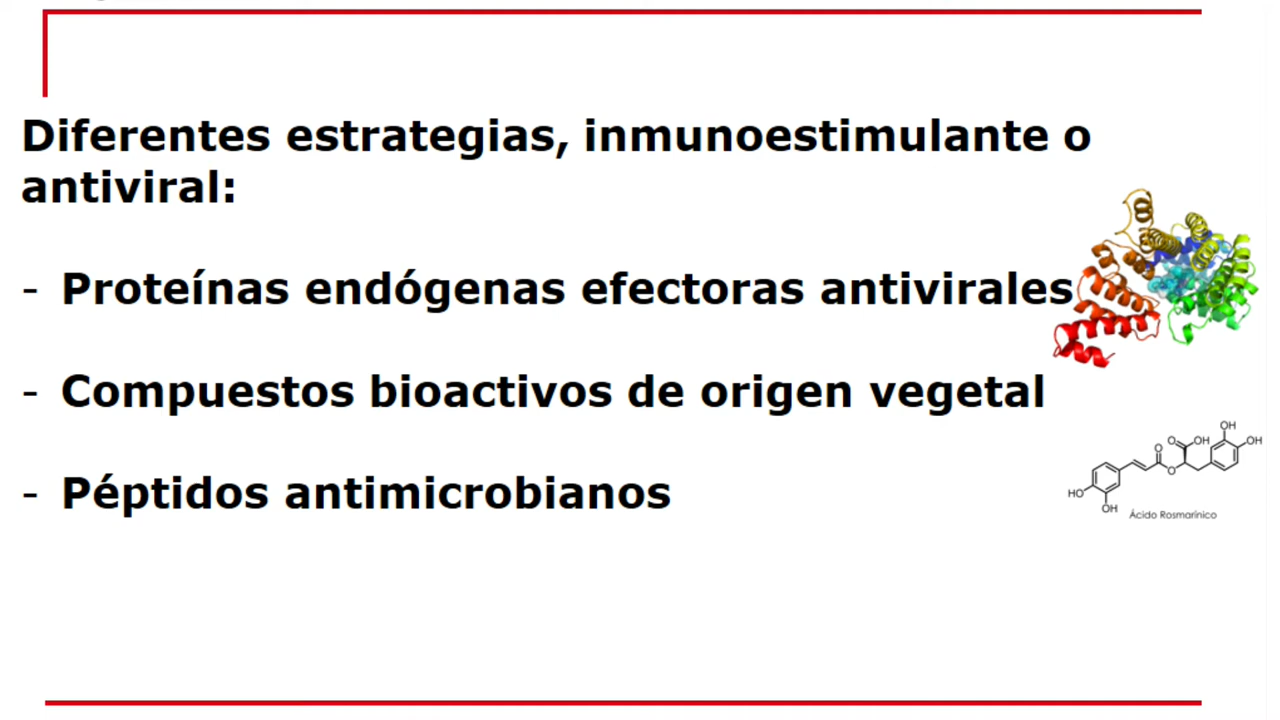 Diferentes estrategias, inmunoestimulante o
antiviral:
- Proteínas endógenas efectoras antivirales
- Compuestos bioactivos de origen vegetal
- Péptidos antimicrobianos
OH
O
OH
OH
O
O
HO
OH
Ácido Rosmarínico